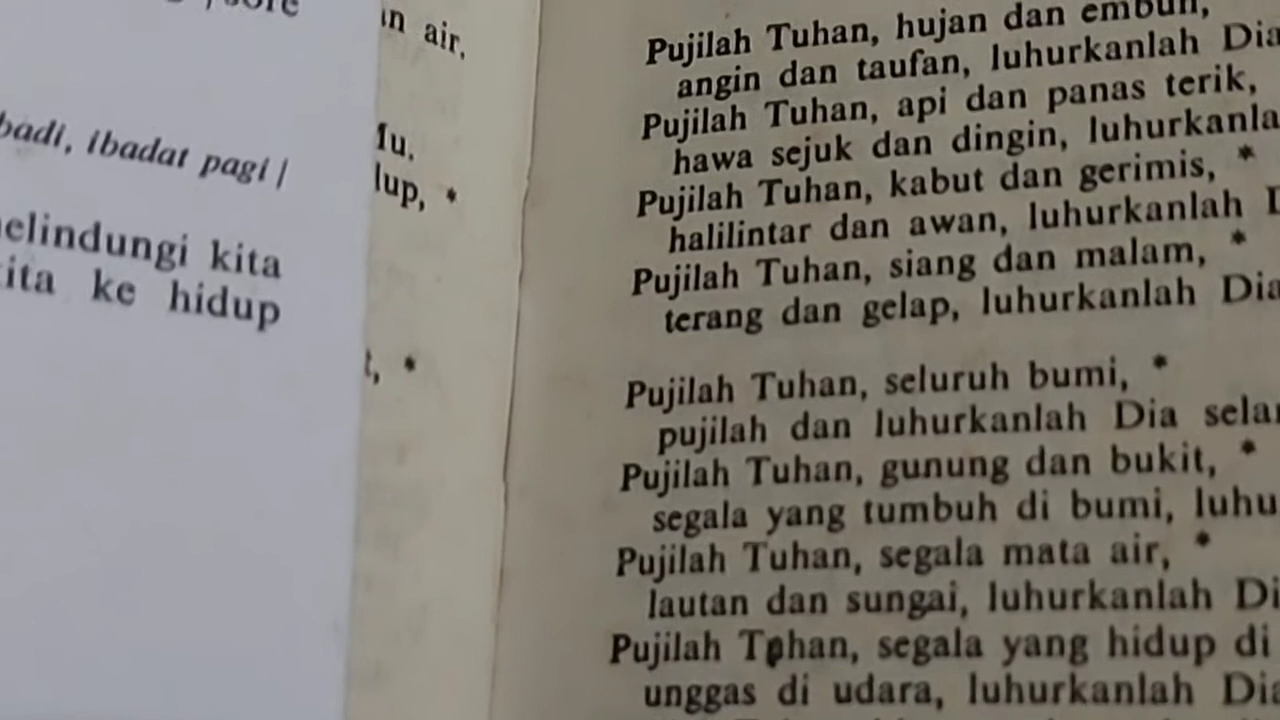 badi, ibadat pagi |
elindungi kita
ita ke hidup
n air,
Mu.
lup, *
t, *
Pujilah Tuhan, hujan dan embun,
angin dan taufan, luhurkanlah Dia
Pujilah Tuhan, api dan panas terik,
hawa sejuk dan dingin, luhurkanla
Pujilah Tuhan, kabut dan gerimis, *
halilintar dan awan, luhurkanlah D
Pujilah Tuhan, siang dan malam, *
terang dan gelap, luhurkanlah Dia
Pujilah Tuhan, seluruh bumi, *
pujilah dan luhurkanlah Dia selam
Pujilah Tuhan, gunung dan bukit, *
segala yang tumbuh di bumi, luhu
Pujilah Tuhan, segala mata air, *
lautan dan sungai, luhurkanlah Di
Pujilah Tuhan, segala yang hidup di
unggas di udara, luhurkanlah Dia